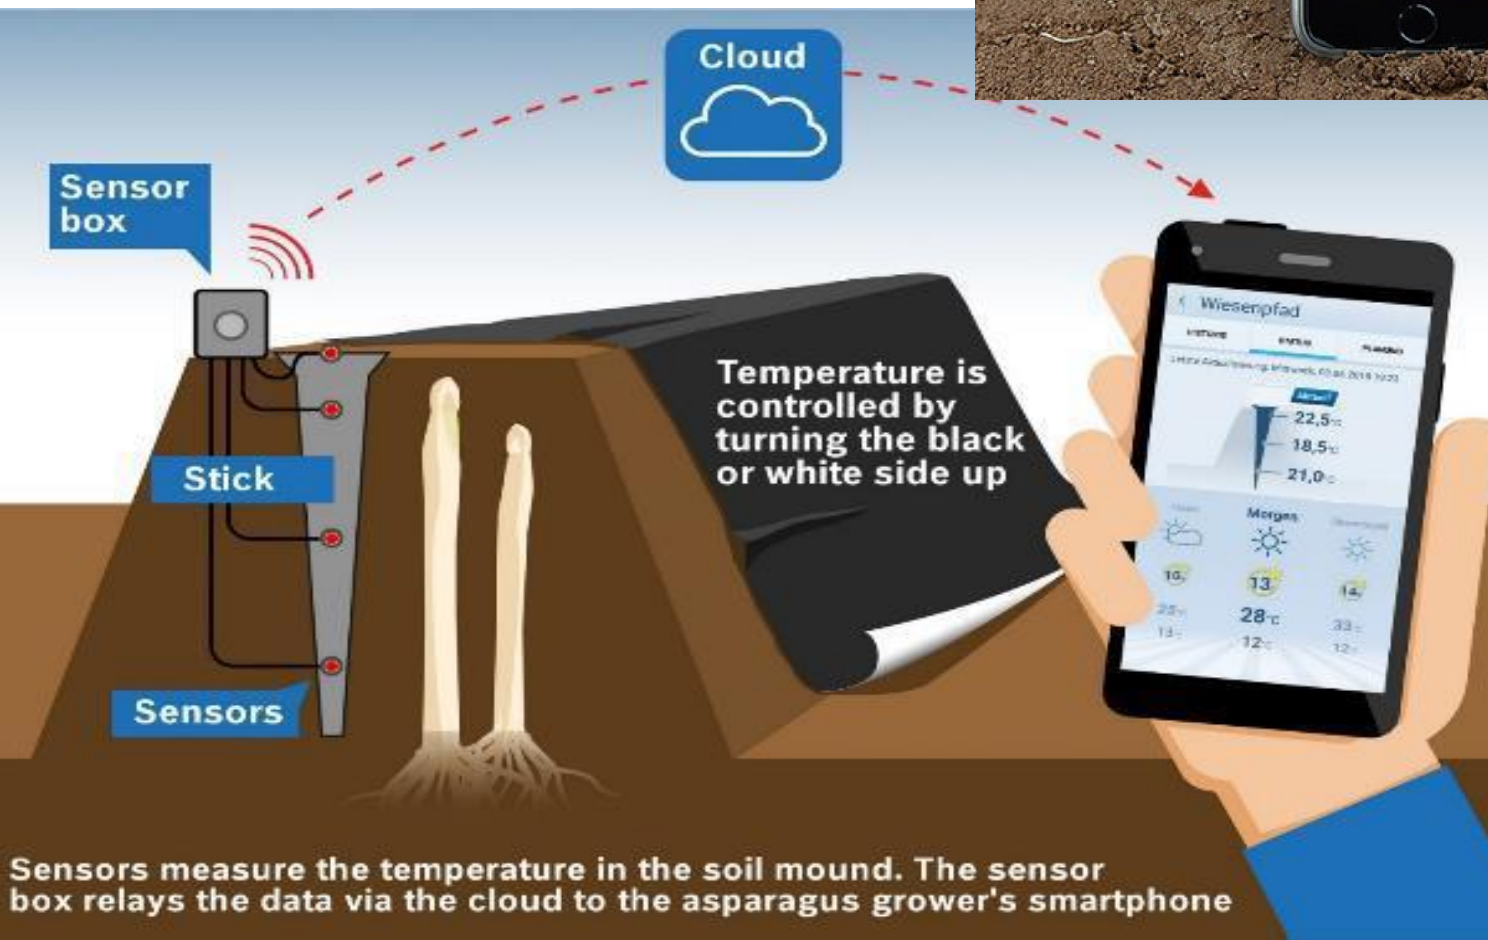 Cloud
Sensor
box
Stick
Sensors
Temperature is
controlled by
turning the black
or white side up
Wiesenpfad
22,5°C
18,5°C
21,0°C
Morgen
13
28°C
12°C
Sensors measure the temperature in the soil mound. The sensor
box relays the data via the cloud to the asparagus grower's smartphone